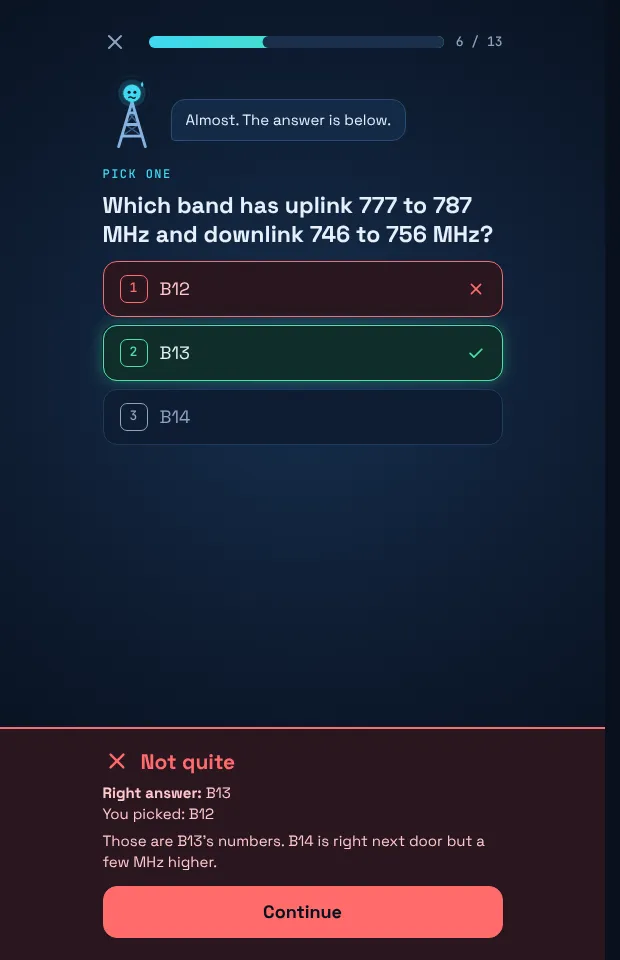 6 / 13
Almost. The answer is below.
PICK ONE
Which band has uplink 777 to 787
MHz and downlink 746 to 756 MHz?
1 B12
2 B13
3 B14
Not quite
Right answer: B13
You picked: B12
Those are B13's numbers. B14 is right next door but a
few MHz higher.
Continue